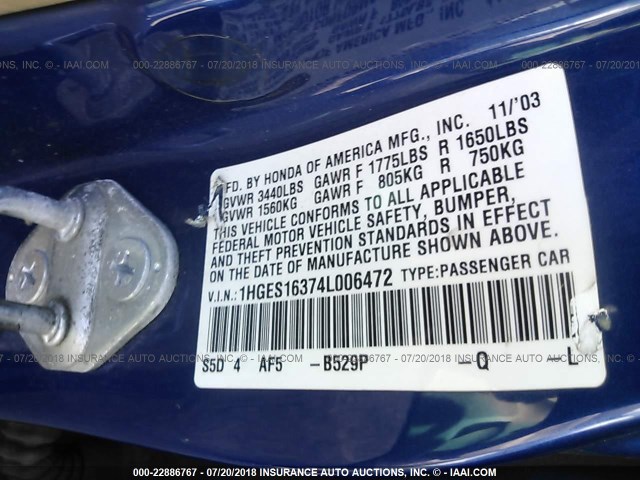 000-22886767 - 07/20/2018 INSURANCE AUTO AUCTIONS, INC. - IAAI.COM
MFD. BY HONDA OF AMERICA MFG., INC. 11/'03
GVWR 3440LBS GAWR F 1775LBS R 1650LBS
GVWR 1560KG GAWR F 805KG R 750KG
THIS VEHICLE CONFORMS TO ALL APPLICABLE
FEDERAL MOTOR VEHICLE SAFETY, BUMPER,
AND THEFT PREVENTION STANDARDS IN EFFECT
ON THE DATE OF MANUFACTURE SHOWN ABOVE.
V.I.N.: 1HGES16374L006472 TYPE:PASSENGER CAR
S5D 4 AF5 -B529P -Q -L
000-22886767 - 07/20/2018 INSURANCE AUTO AUCTIONS, INC. - IAAI.COM